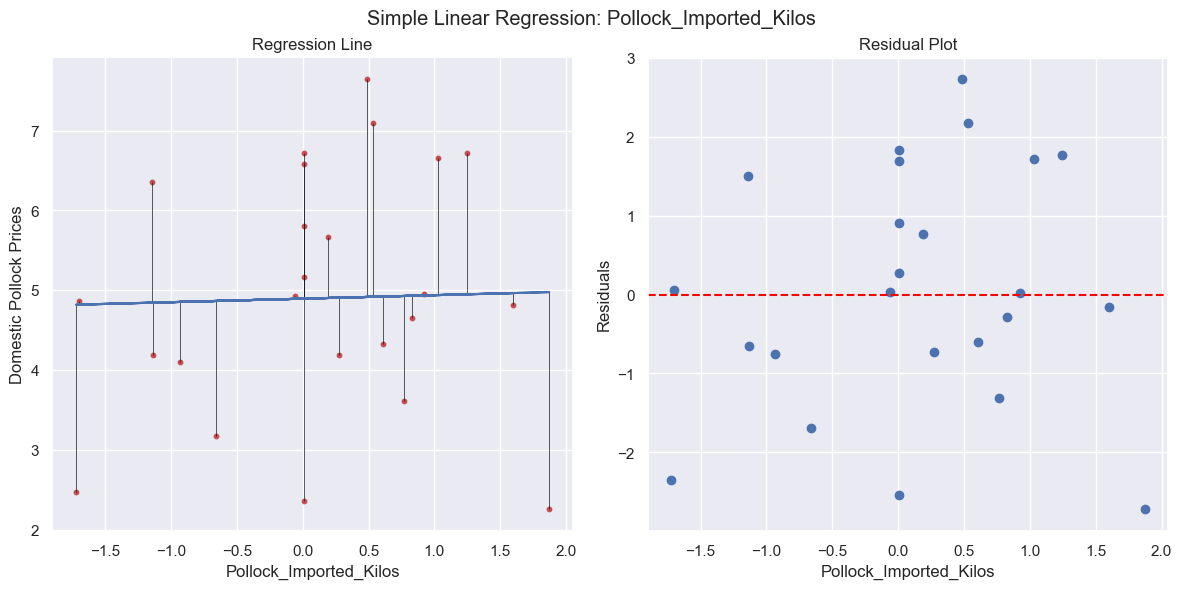 Simple Linear Regression: Pollock_Imported_Kilos
Regression Line
Domestic Pollock Prices
7
6
5
4
3
2
−1.5 −1.0 −0.5 0.0 0.5 1.0 1.5 2.0
Pollock_Imported_Kilos
Residual Plot
Residuals
3
2
1
0
−1
−2
−1.5 −1.0 −0.5 0.0 0.5 1.0 1.5 2.0
Pollock_Imported_Kilos